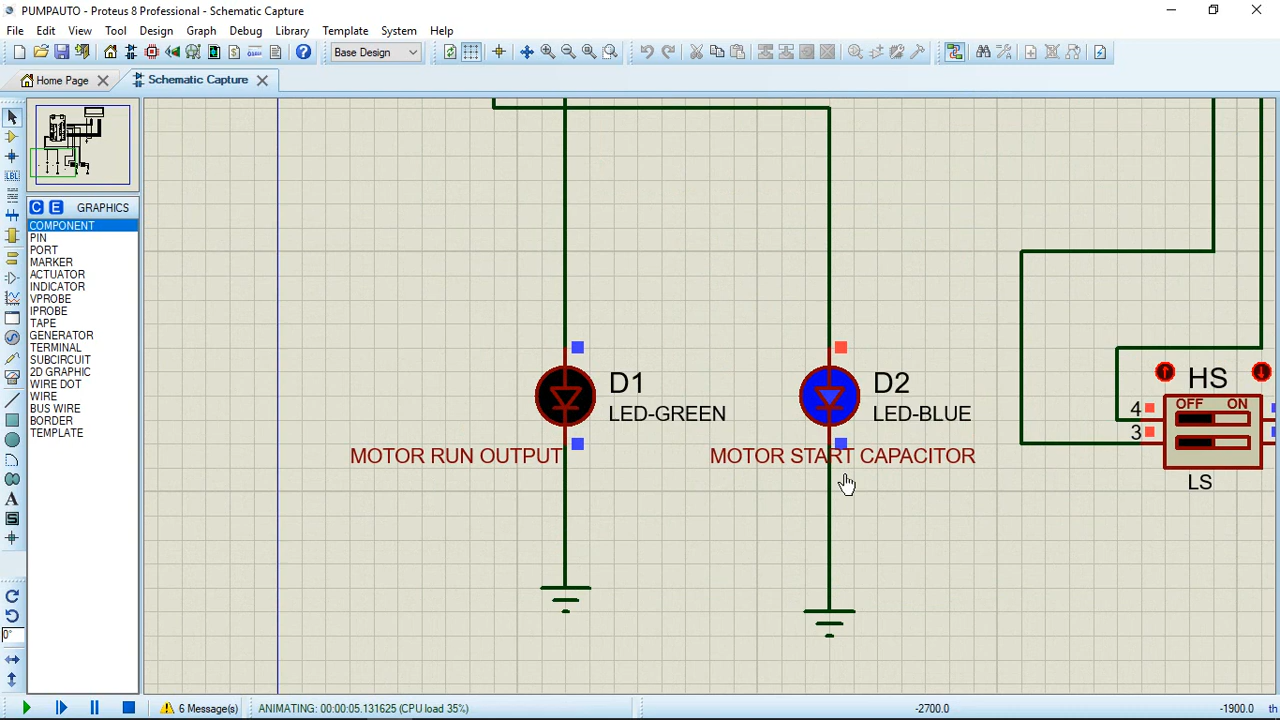 PUMPAUTO - Proteus 8 Professional - Schematic Capture
File Edit View Tool Design Graph Debug Library Template System Help
Base Design
Home Page
Schematic Capture
C E GRAPHICS
COMPONENT
PIN
PORT
MARKER
ACTUATOR
INDICATOR
VPROBE
IPROBE
TAPE
GENERATOR
TERMINAL
SUBCIRCUIT
2D GRAPHIC
WIRE DOT
WIRE
BUS WIRE
BORDER
TEMPLATE
LBL
A
S
0°
D1
LED-GREEN
MOTOR RUN OUTPUT
D2
LED-BLUE
MOTOR START CAPACITOR
HS
OFF ON
4
3
LS
6 Message(s)
ANIMATING: 00:00:05.131625 (CPU load 35%)
-2700.0
-1900.0
th